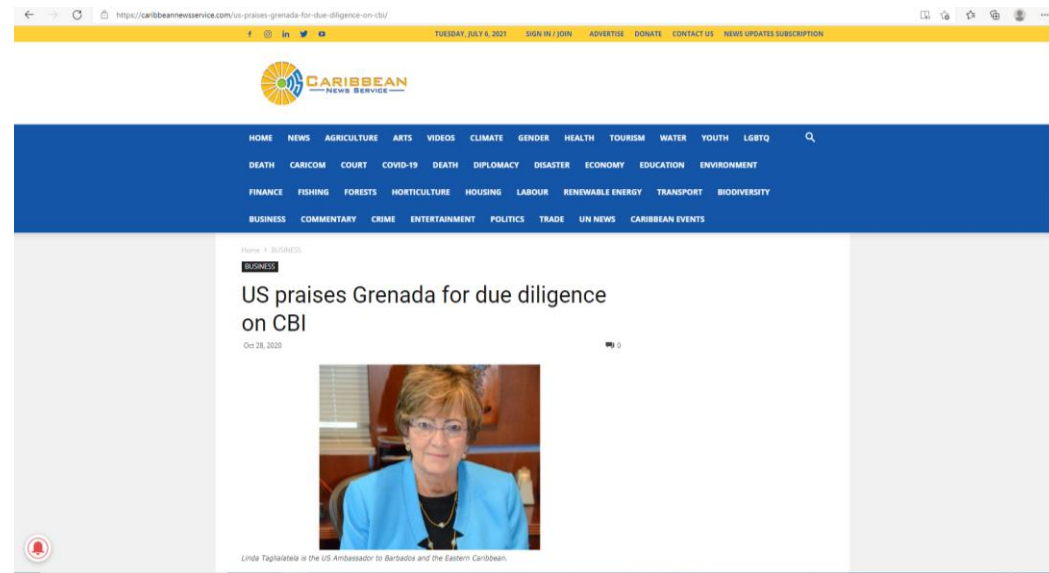 https://caribbeannewsservice.com/us-praises-grenada-for-due-diligence-on-cbi/
TUESDAY, JULY 6, 2021 SIGN IN / JOIN ADVERTISE DONATE CONTACT US NEWS UPDATES SUBSCRIPTION
CARIBBEAN
NEWS SERVICE
HOME NEWS AGRICULTURE ARTS VIDEOS CLIMATE GENDER HEALTH TOURISM WATER YOUTH LGBTQ
DEATH CARICOM COURT COVID-19 DEATH DIPLOMACY DISASTER ECONOMY EDUCATION ENVIRONMENT
FINANCE FISHING FORESTS HORTICULTURE HOUSING LABOUR RENEWABLE ENERGY TRANSPORT BIODIVERSITY
BUSINESS COMMENTARY CRIME ENTERTAINMENT POLITICS TRADE UN NEWS CARIBBEAN EVENTS
Home > BUSINESS
BUSINESS
US praises Grenada for due diligence
on CBI
Oct 28, 2020 0
Linda Taglialatela is the US Ambassador to Barbados and the Eastern Caribbean.